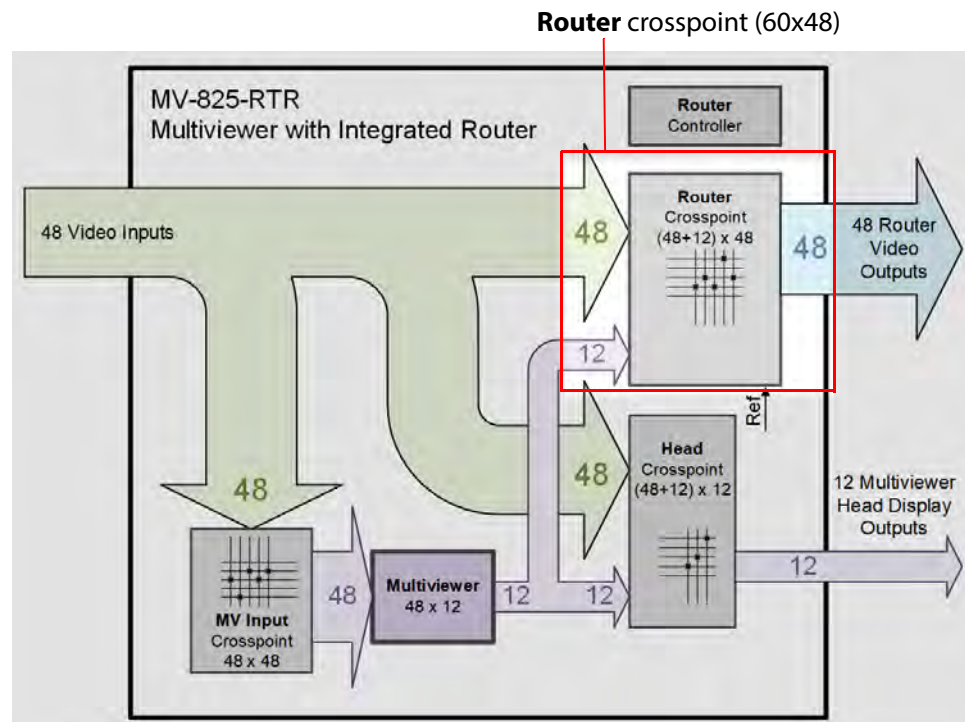 Router crosspoint (60x48)
MV-825-RTR
Multiviewer with Integrated Router
Router
Controller
48 Video Inputs
48
Router
Crosspoint
(48+12) x 48
48
48 Router
Video
Outputs
12
Ref
48
Head
Crosspoint
(48+12) x 12
12 Multiviewer
Head Display
Outputs
48
MV Input
Crosspoint
48 x 48
48
Multiviewer
48 x 12
12
12
12